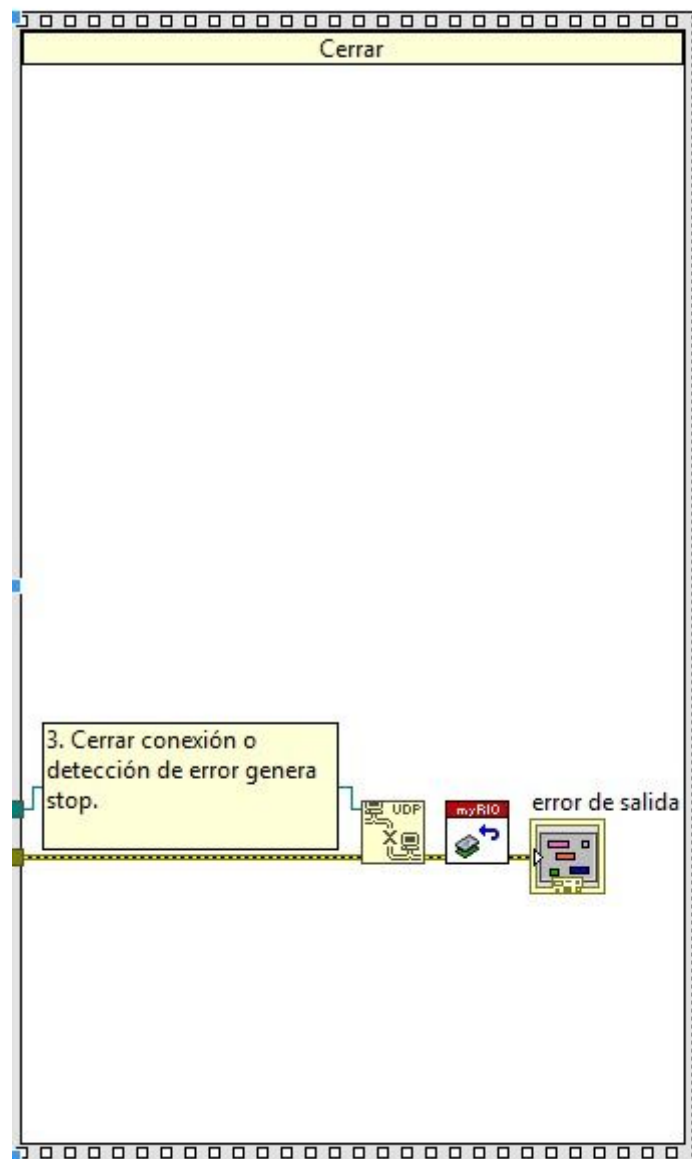 Cerrar
3. Cerrar conexión o
detección de error genera
stop.
UDP
myRIO
error de salida